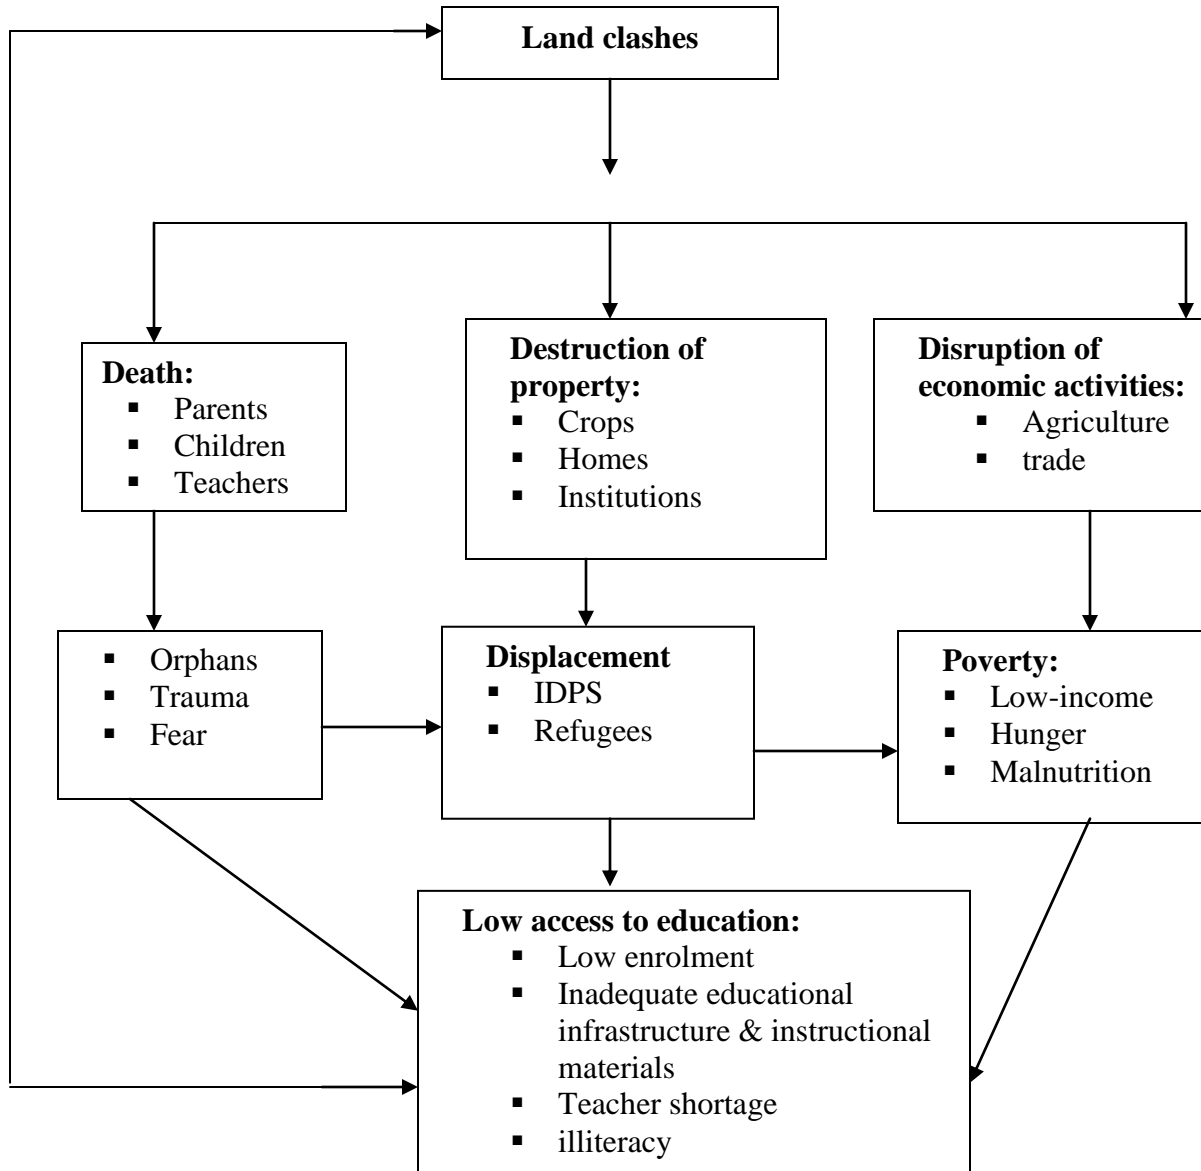 Land clashes
Death:
▪ Parents
▪ Children
▪ Teachers
Destruction of
property:
▪ Crops
▪ Homes
▪ Institutions
Disruption of
economic activities:
▪ Agriculture
▪ trade
▪ Orphans
▪ Trauma
▪ Fear
Displacement
▪ IDPS
▪ Refugees
Poverty:
▪ Low-income
▪ Hunger
▪ Malnutrition
Low access to education:
▪ Low enrolment
▪ Inadequate educational
infrastructure & instructional
materials
▪ Teacher shortage
▪ illiteracy